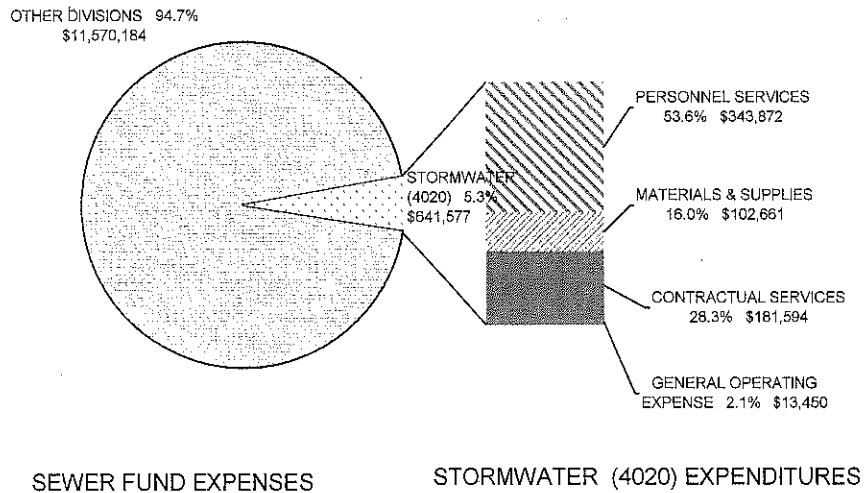 OTHER DIVISIONS 94.7%
$11,570,184
STORMWATER
(4020) 5.3%
$641,577
PERSONNEL SERVICES
53.6% $343,872
MATERIALS & SUPPLIES
16.0% $102,661
CONTRACTUAL SERVICES
28.3% $181,594
GENERAL OPERATING
EXPENSE 2.1% $13,450
SEWER FUND EXPENSES
STORMWATER (4020) EXPENDITURES